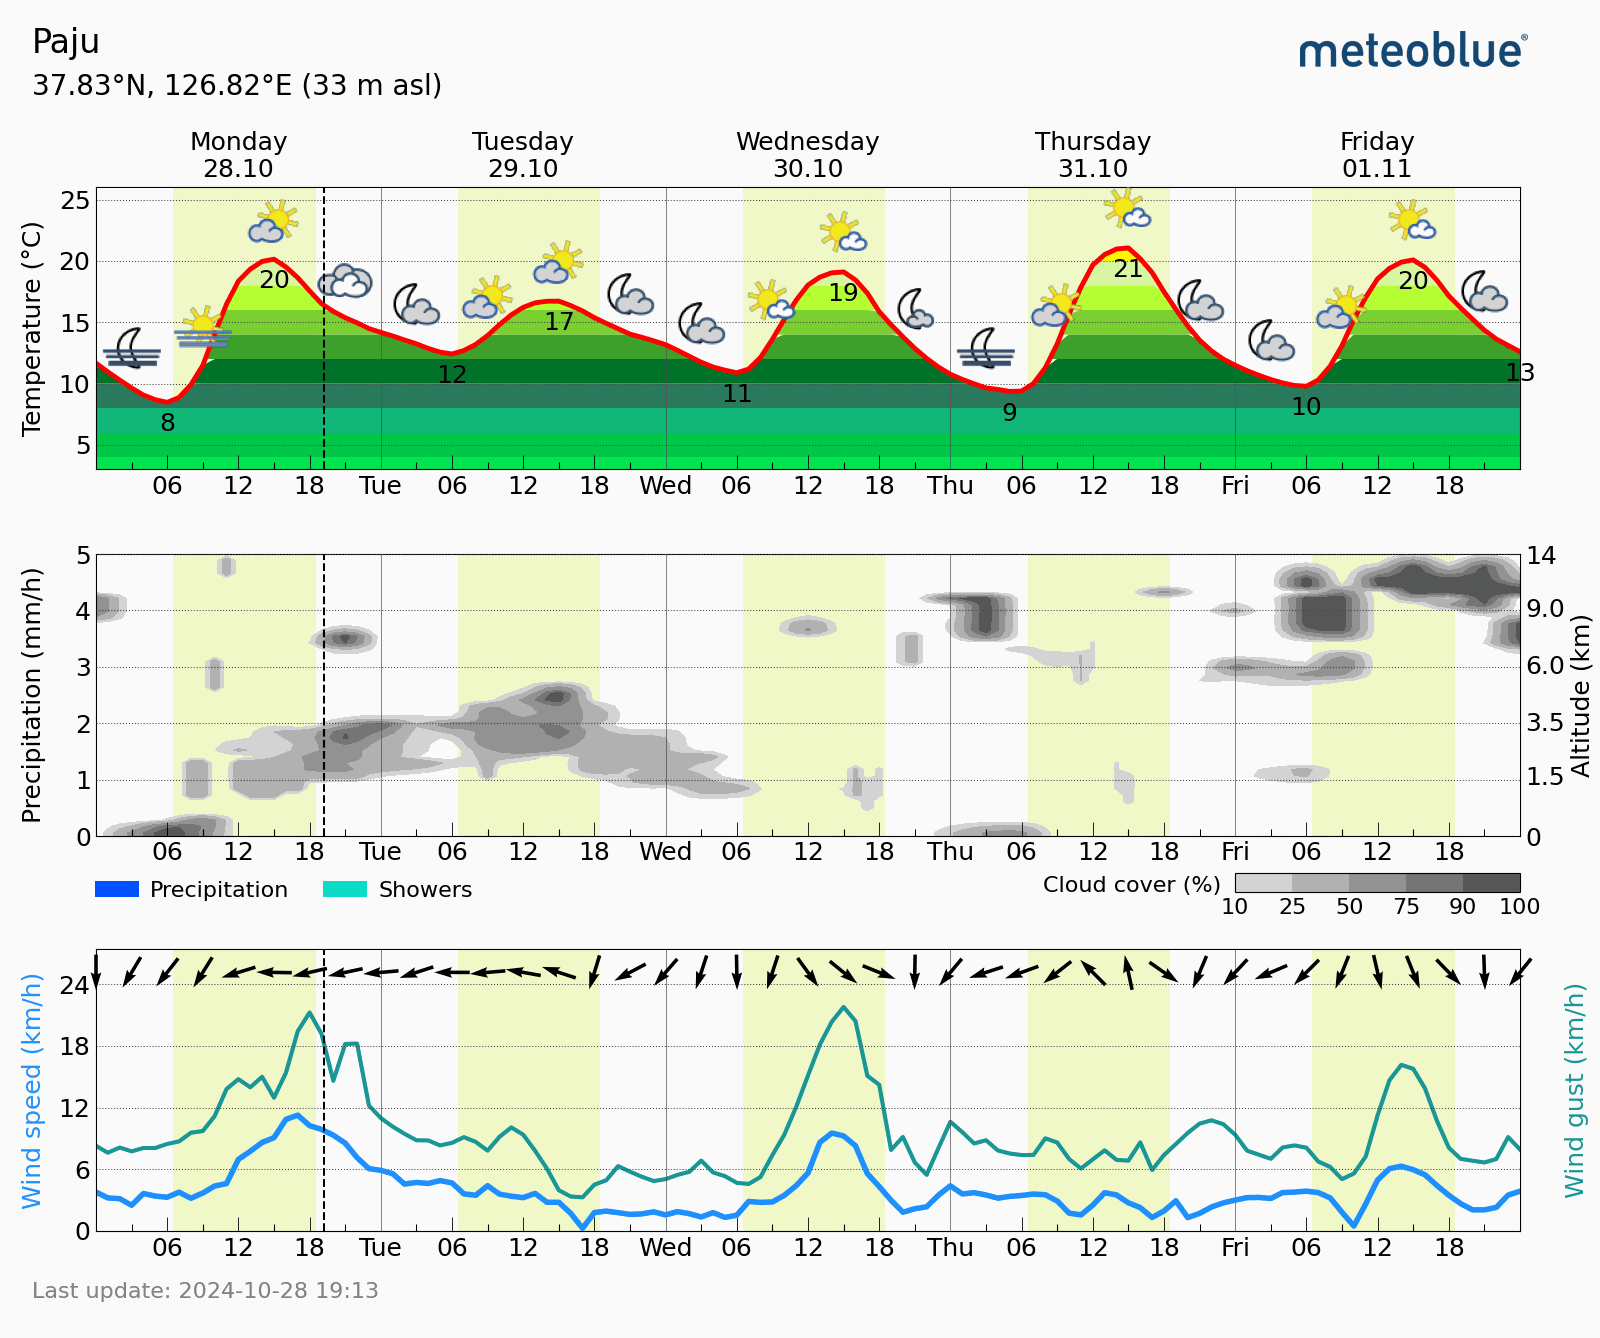 Paju
meteoblue®
37.83°N, 126.82°E (33 m asl)
Monday Tuesday Wednesday Thursday Friday
28.10 29.10 30.10 31.10 01.11
Temperature (°C)
25
20
15
10
5
20 17 19 21 20
8 12 11 9 10 13
06 12 18 Tue 06 12 18 Wed 06 12 18 Thu 06 12 18 Fri 06 12 18
Precipitation (mm/h)
5
4
3
2
1
0
14
9.0
6.0
3.5
1.5
0
Altitude (km)
06 12 18 Tue 06 12 18 Wed 06 12 18 Thu 06 12 18 Fri 06 12 18
Precipitation Showers
Cloud cover (%)
10 25 50 75 90 100
Wind speed (km/h)
24
18
12
6
0
Wind gust (km/h)
06 12 18 Tue 06 12 18 Wed 06 12 18 Thu 06 12 18 Fri 06 12 18
Last update: 2024-10-28 19:13